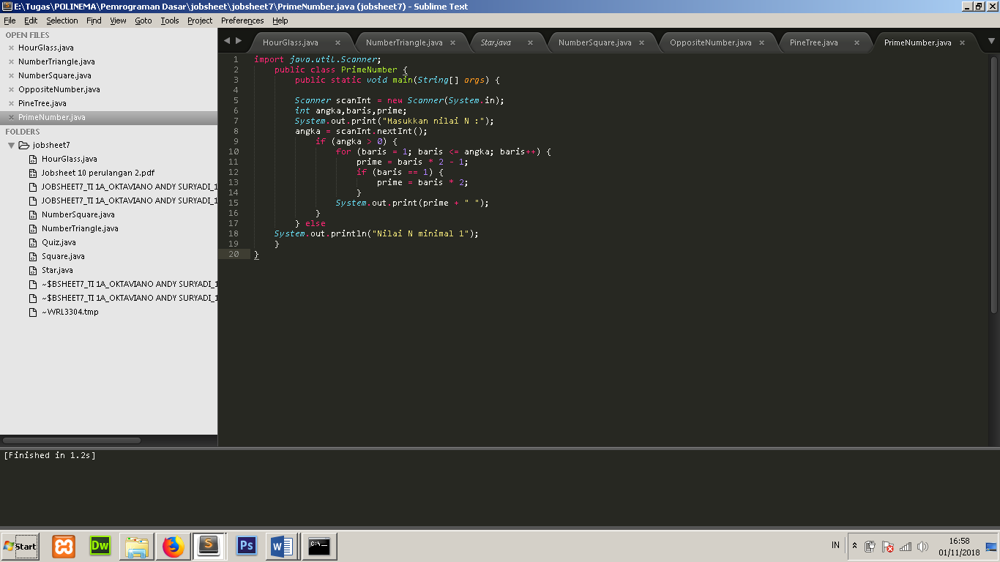 E:\Tugas\POLINEMA\Pemrograman Dasar\jobsheet\jobsheet7\PrimeNumber.java (jobsheet7) - Sublime Text
File Edit Selection Find View Goto Tools Project Preferences Help
OPEN FILES
HourGlass.java
NumberTriangle.java
NumberSquare.java
OppositeNumber.java
PineTree.java
PrimeNumber.java
FOLDERS
jobsheet7
HourGlass.java
Jobsheet 10 perulangan 2.pdf
JOBSHEET7_TI 1A_OKTAVIANO ANDY SURYADI_1
JOBSHEET7_TI 1A_OKTAVIANO ANDY SURYADI_1
NumberSquare.java
NumberTriangle.java
Quiz.java
Square.java
Star.java
~$BSHEET7_TI 1A_OKTAVIANO ANDY SURYADI_1
~$BSHEET7_TI 1A_OKTAVIANO ANDY SURYADI_1
~WRL3304.tmp
HourGlass.java NumberTriangle.java Star.java NumberSquare.java OppositeNumber.java PineTree.java PrimeNumber.java
1 import java.util.Scanner;
2 public class PrimeNumber {
3 public static void main(String[] args) {
4
5 Scanner scanInt = new Scanner(System.in);
6 int angka,baris,prime;
7 System.out.print("Masukkan nilai N :");
8 angka = scanInt.nextInt();
9 if (angka > 0) {
10 for (baris = 1; baris <= angka; baris++) {
11 prime = baris * 2 - 1;
12 if (baris == 1) {
13 prime = baris * 2;
14 }
15 System.out.print(prime + " ");
16 }
17 } else
18 System.out.println("Nilai N minimal 1");
19 }
20 }
[Finished in 1.2s]
Start Dw S Ps W C:\. IN 16:58
01/11/2018